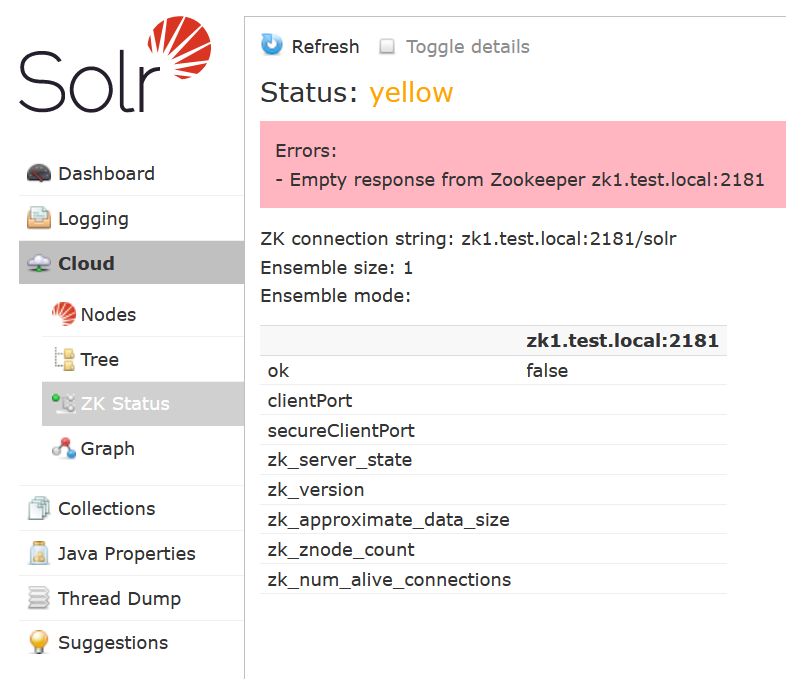 Solr
Dashboard
Logging
Cloud
Nodes
Tree
ZK Status
Graph
Collections
Java Properties
Thread Dump
Suggestions
Refresh
Toggle details
Status: yellow
Errors:
- Empty response from Zookeeper zk1.test.local:2181
ZK connection string: zk1.test.local:2181/solr
Ensemble size: 1
Ensemble mode:
zk1.test.local:2181
ok false
clientPort
secureClientPort
zk_server_state
zk_version
zk_approximate_data_size
zk_znode_count
zk_num_alive_connections